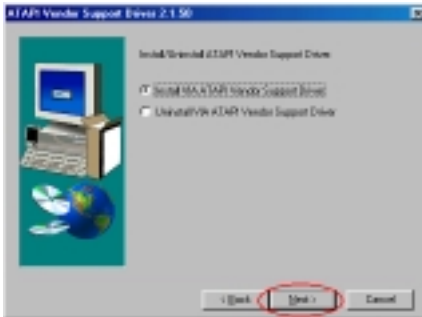 ATAPI Vendor Support Driver 2.1.50
Install/Uninstall ATAPI Vendor Support Driver.
Install VIA ATAPI Vendor Support Driver
Uninstall VIA ATAPI Vendor Support Driver
< Back
Next >
Cancel